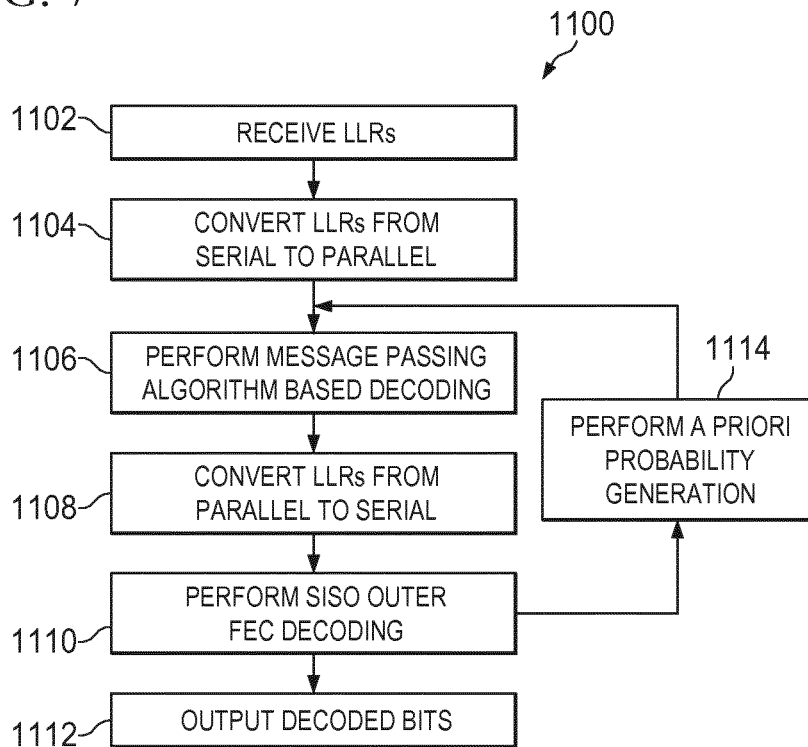 1100
1102
RECEIVE LLRs
1104
CONVERT LLRs FROM
SERIAL TO PARALLEL
1106
PERFORM MESSAGE PASSING
ALGORITHM BASED DECODING
1114
PERFORM A PRIORI
PROBABILITY
GENERATION
1108
CONVERT LLRs FROM
PARALLEL TO SERIAL
1110
PERFORM SISO OUTER
FEC DECODING
1112
OUTPUT DECODED BITS